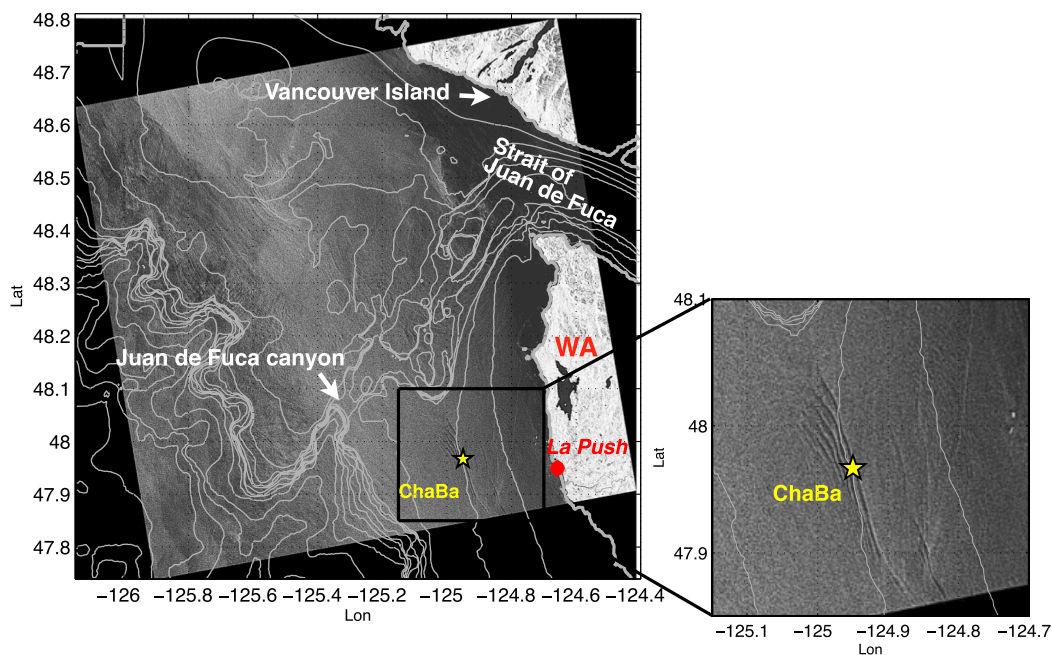 48.8
48.7
48.6
48.5
48.4
48.3
48.2
48.1
48
47.9
47.8
Lat
−126
−125.8
−125.6
−125.4
−125.2
−125
−124.8
−124.6
−124.4
Lon
Vancouver Island
Strait of
Juan de Fuca
Juan de Fuca canyon
WA
La Push
ChaBa
48.1
48
47.9
Lat
ChaBa
−125.1
−125
−124.9
−124.8
−124.7
Lon